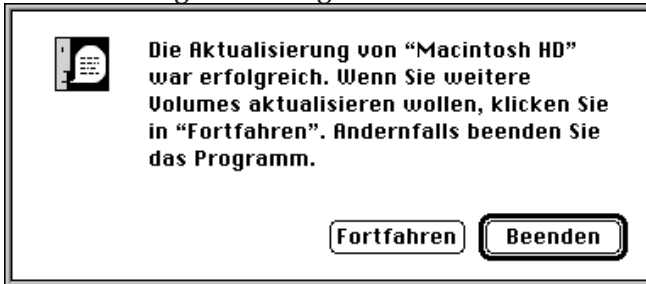 Die Aktualisierung von “Macintosh HD”
war erfolgreich. Wenn Sie weitere
Volumes aktualisieren wollen, klicken Sie
in “Fortfahren”. Andernfalls beenden Sie
das Programm.
Fortfahren Beenden